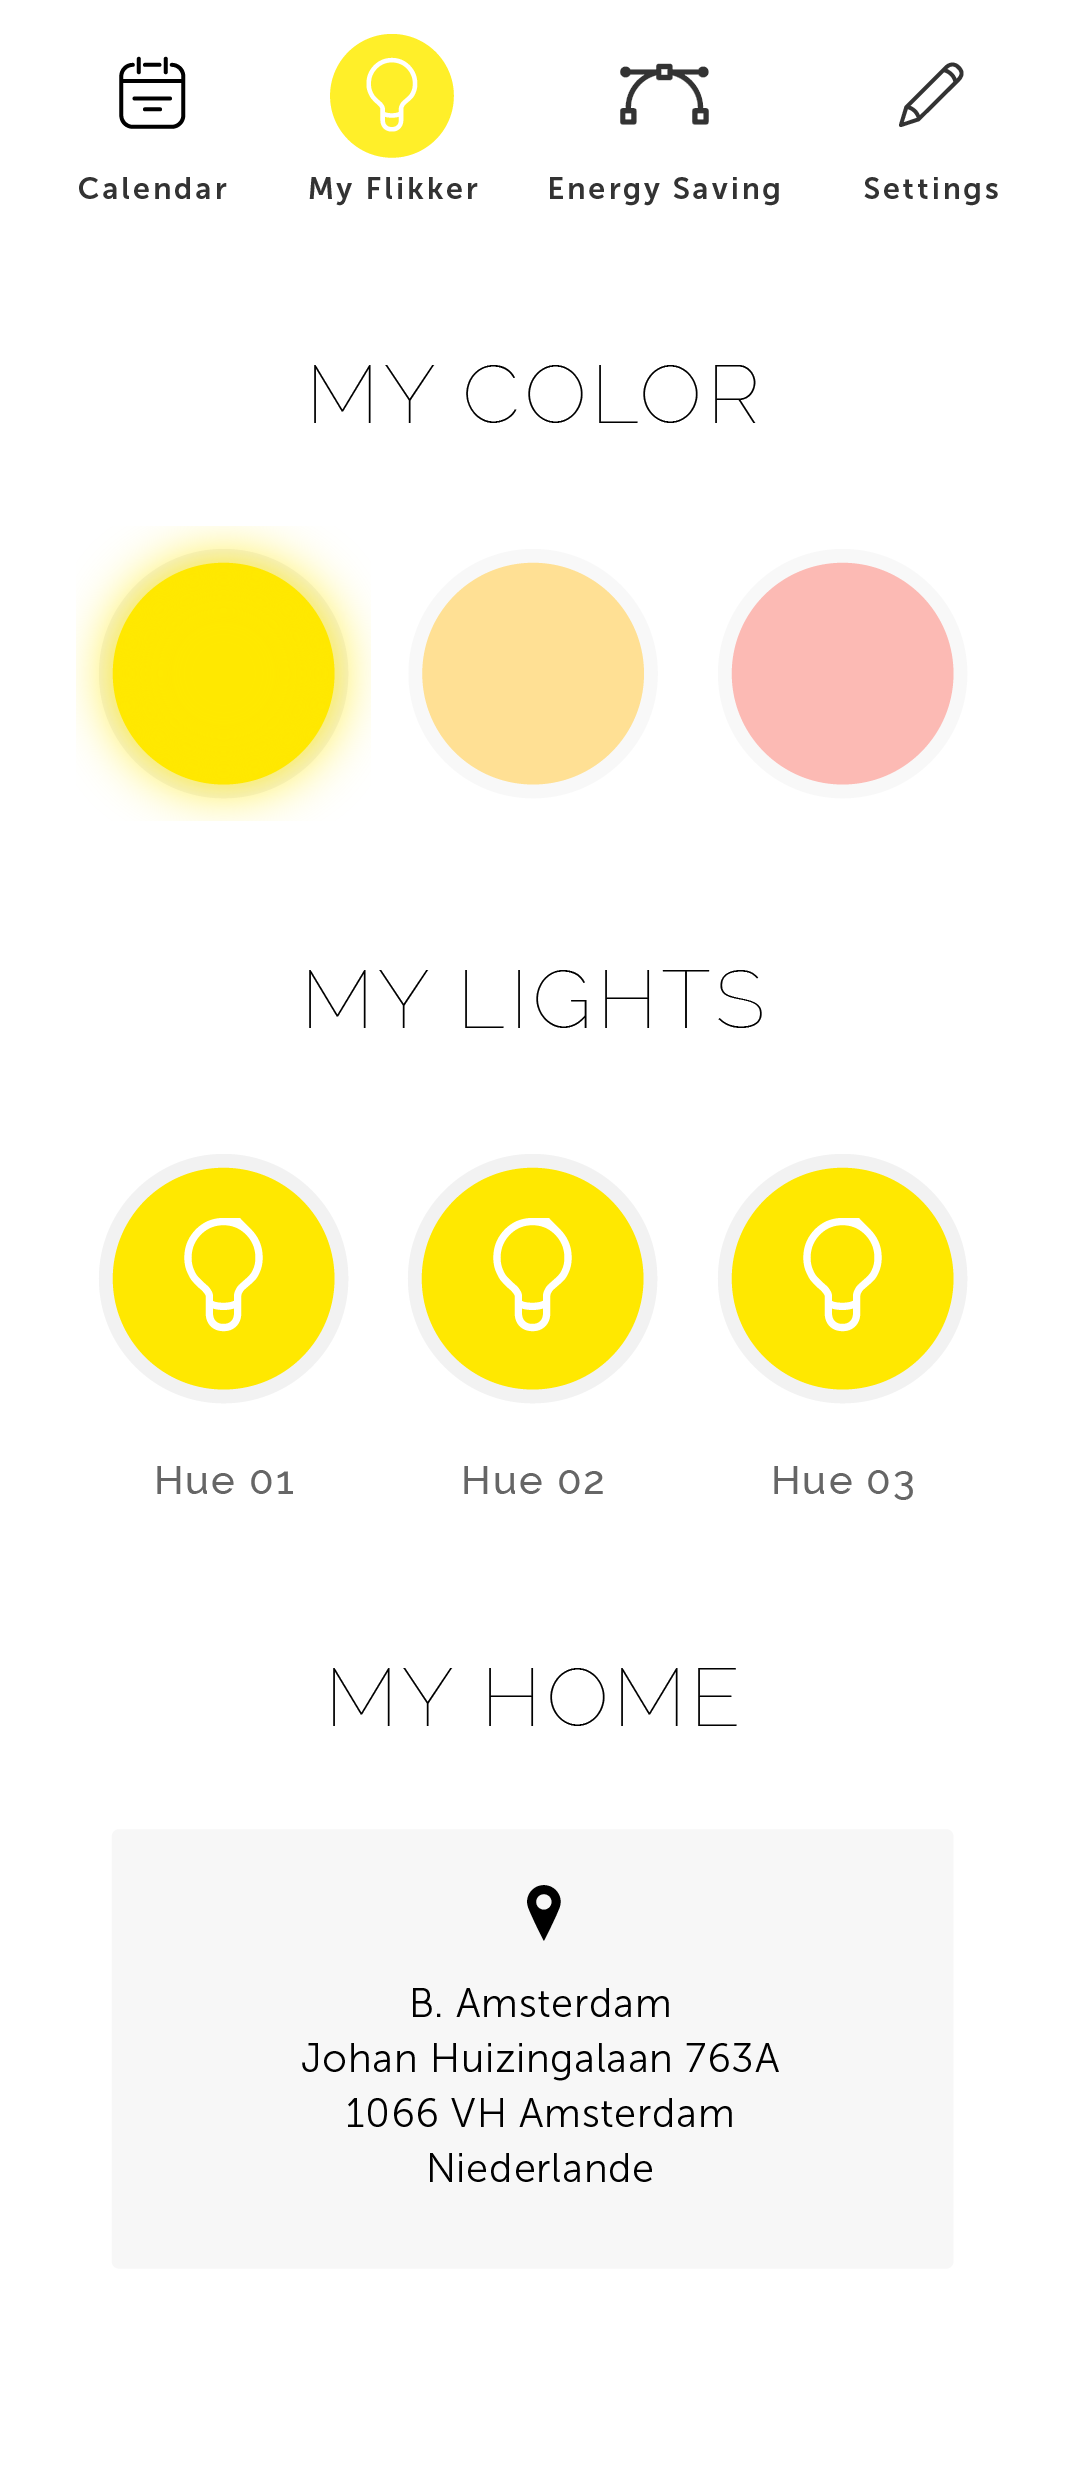 Calendar My Flikker Energy Saving Settings
MY COLOR
MY LIGHTS
Hue 01 Hue 02 Hue 03
MY HOME
B. Amsterdam
Johan Huizingalaan 763A
1066 VH Amsterdam
Niederlande